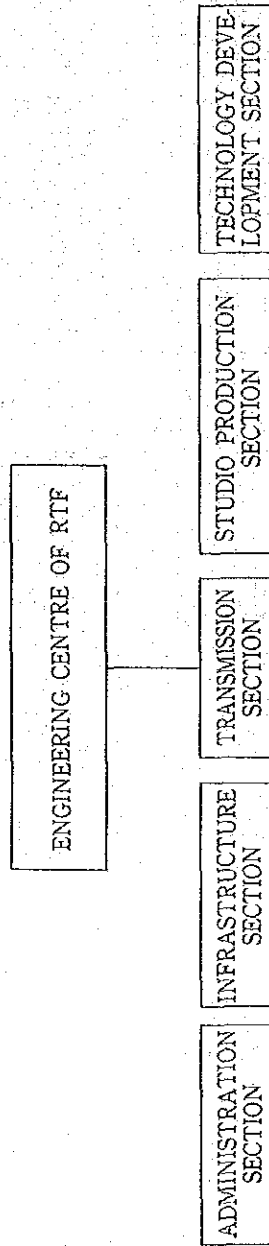 ENGINEERING CENTRE OF RTF
ADMINISTRATION
SECTION
INFRASTRUCTURE
SECTION
TRANSMISSION
SECTION
STUDIO PRODUCTION
SECTION
TECHNOLOGY DEVE-
LOPMENT SECTION